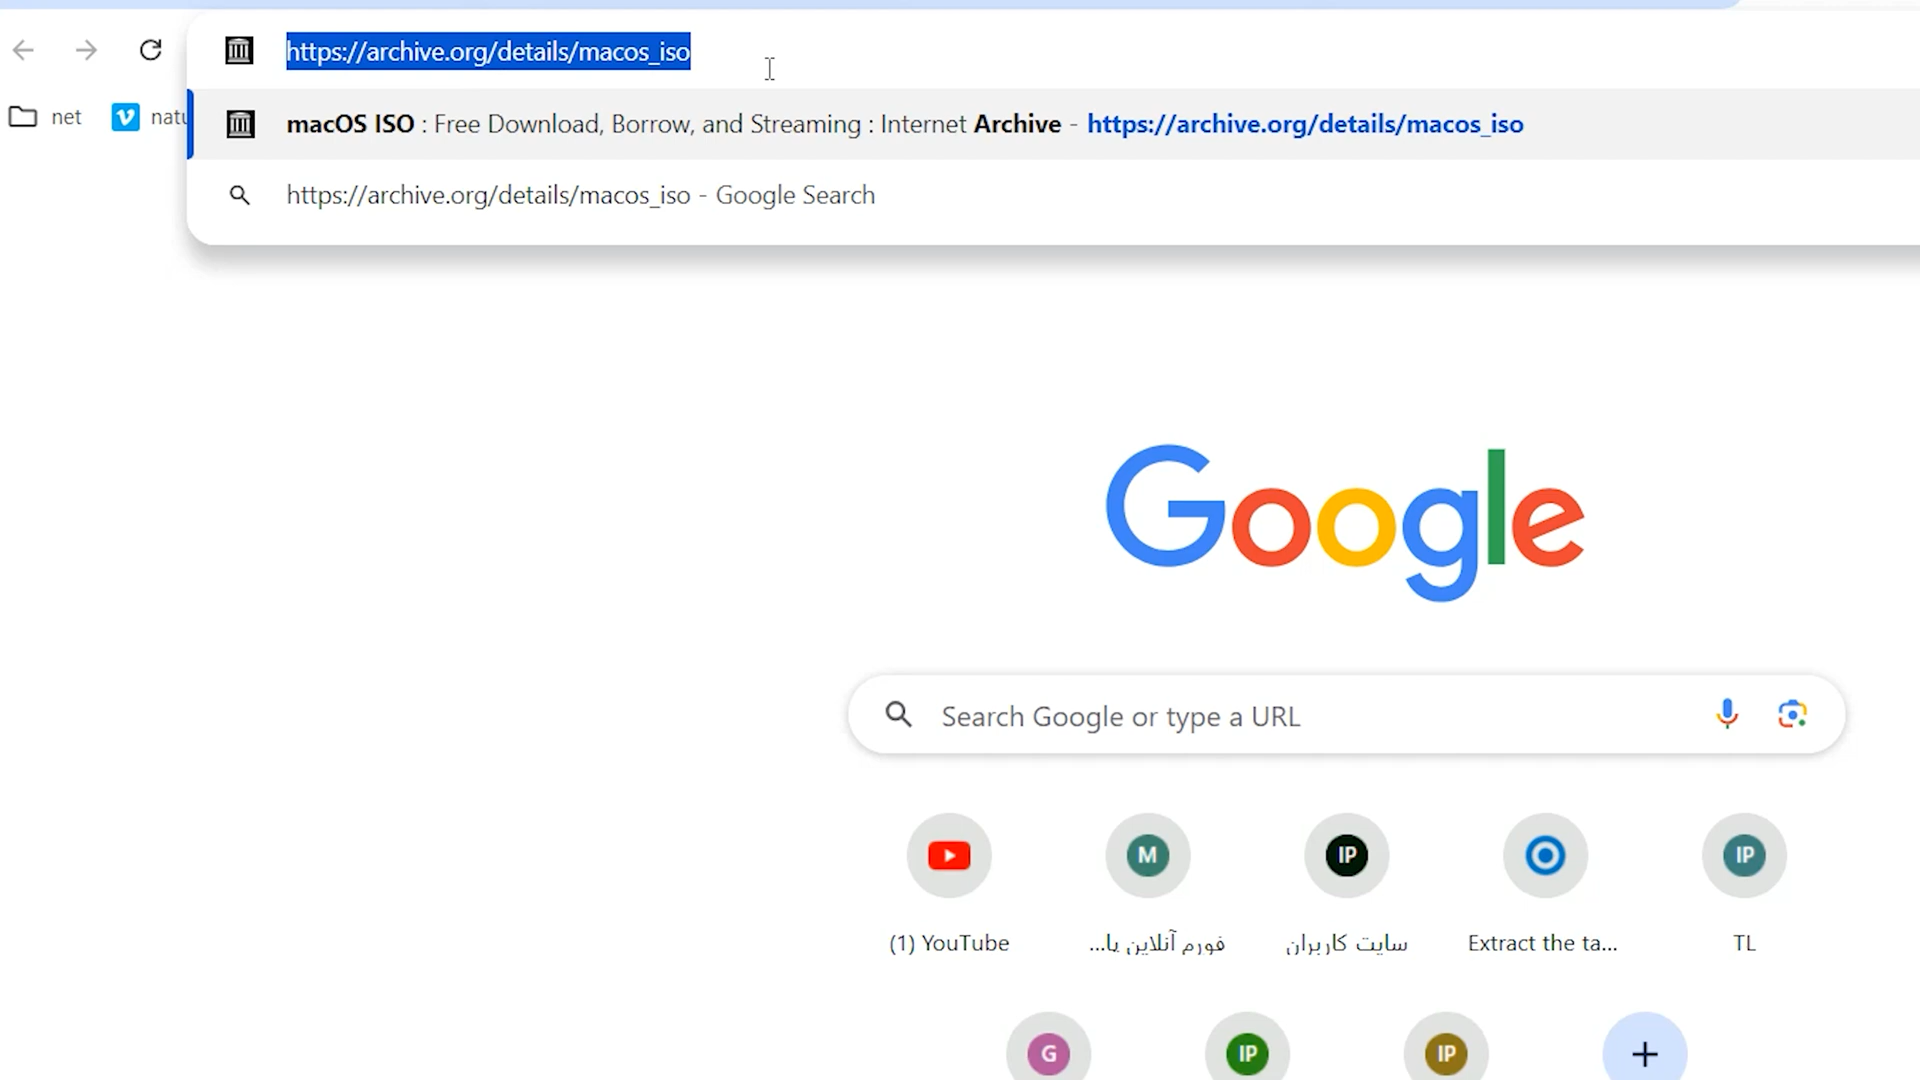 https://archive.org/details/macos_iso
net
natu
macOS ISO : Free Download, Borrow, and Streaming : Internet Archive - https://archive.org/details/macos_iso
https://archive.org/details/macos_iso - Google Search
Google
Search Google or type a URL
M
IP
IP
(1) YouTube
فورم آنلاین پا...
سایت کاربران
Extract the ta...
TL
G
IP
IP